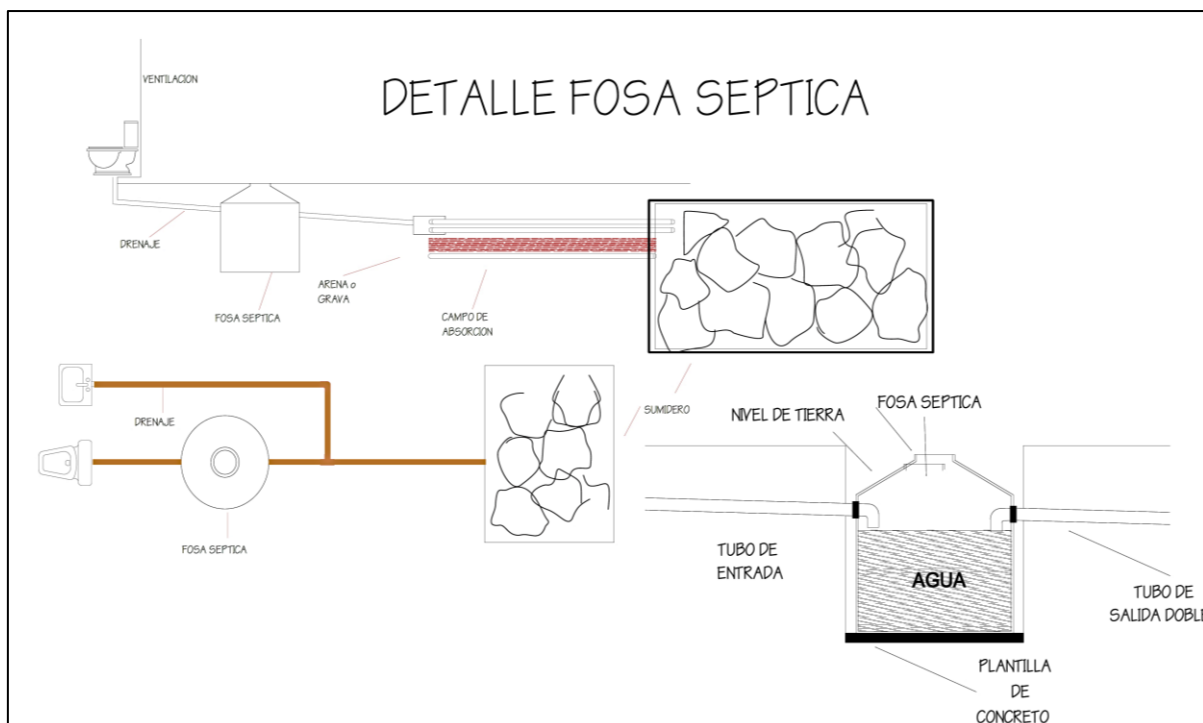 DETALLE FOSA SEPTICA
VENTILACION
DRENAJE
FOSA SEPTICA
ARENA o
GRAVA
CAMPO DE
ABSORCION
SUMIDERO
DRENAJE
FOSA SEPTICA
NIVEL DE TIERRA
FOSA SEPTICA
TUBO DE
ENTRADA
AGUA
TUBO DE
SALIDA DOBLE
PLANTILLA
DE
CONCRETO